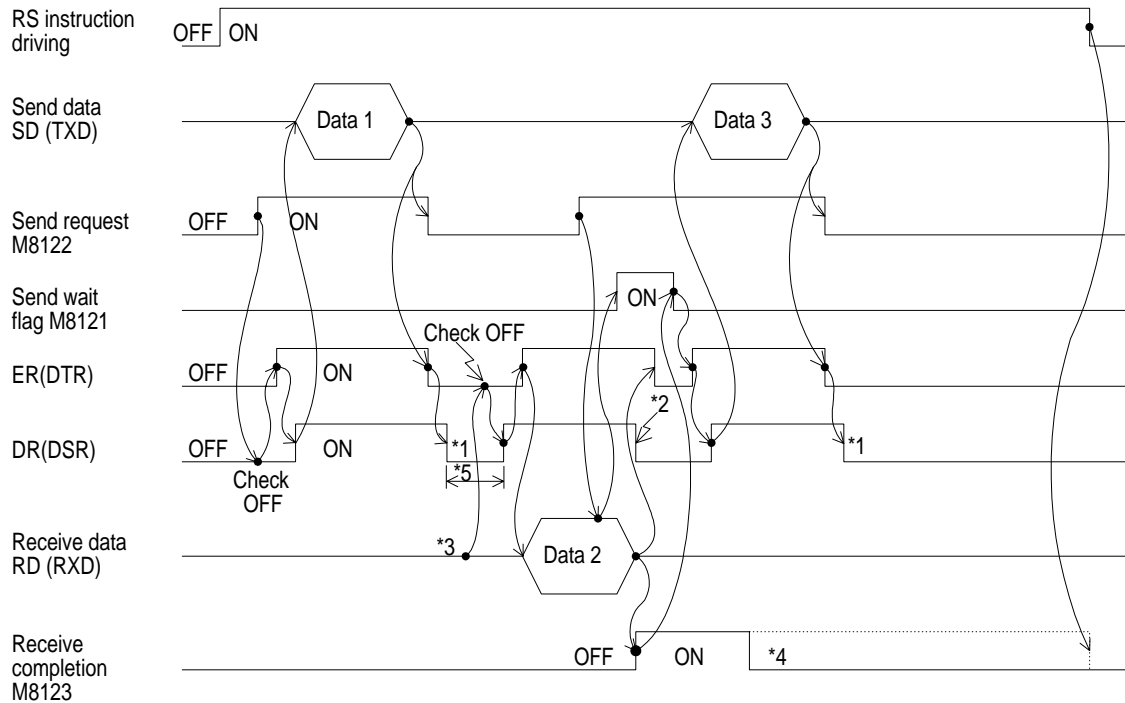 RS instruction
driving
OFF ON
Send data
SD (TXD)
Data 1
Data 3
Send request
M8122
OFF ON
Send wait
flag M8121
ON
Check OFF
ER(DTR)
OFF ON
*2
DR(DSR)
OFF ON
*1
*1
*5
Check
OFF
Receive data
RD (RXD)
*3
Data 2
Receive
completion
M8123
OFF ON
*4